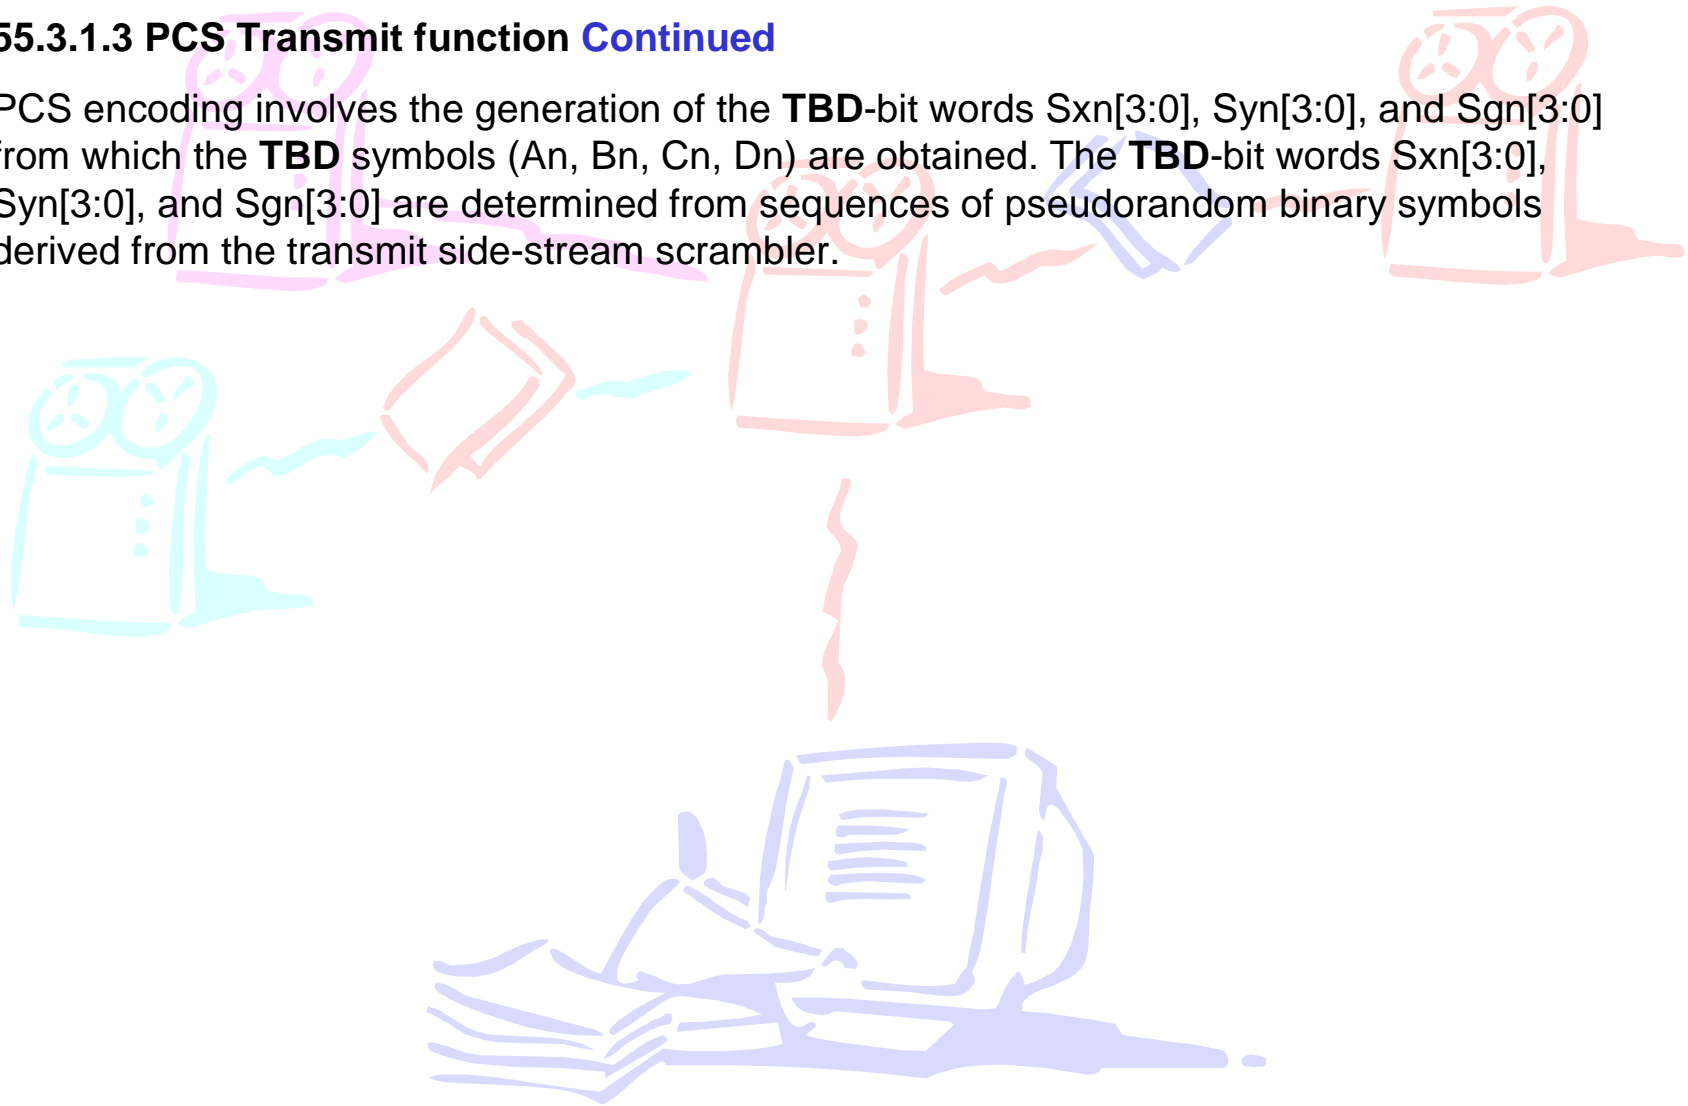 55.3.1.3 PCS Transmit function Continued
PCS encoding involves the generation of the TBD-bit words Sxn[3:0], Syn[3:0], and Sgn[3:0]
from which the TBD symbols (An, Bn, Cn, Dn) are obtained. The TBD-bit words Sxn[3:0],
Syn[3:0], and Sgn[3:0] are determined from sequences of pseudorandom binary symbols
derived from the transmit side-stream scrambler.